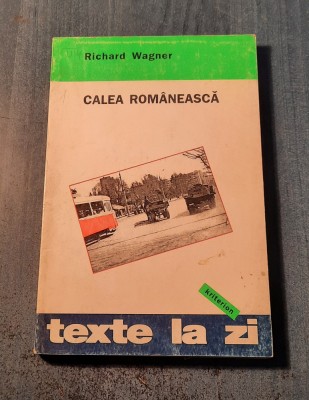 Richard Wagner
CALEA ROMÂNEASCĂ
kriterion
texte la zi